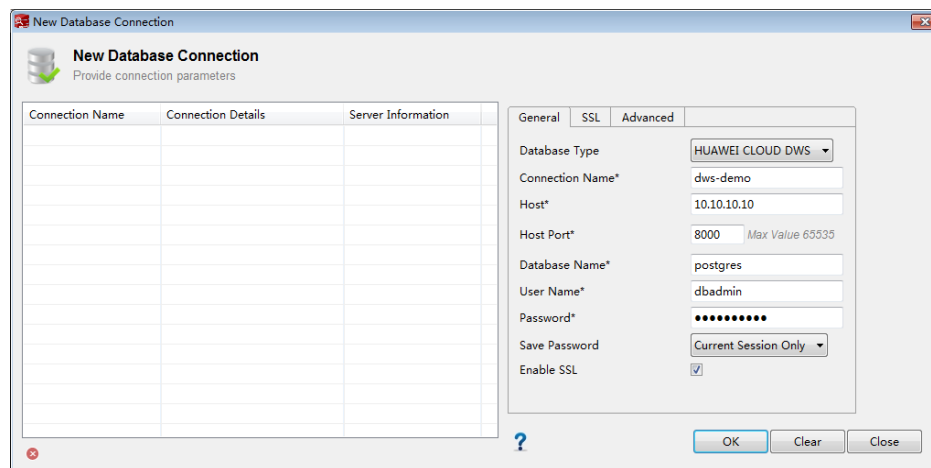 New Database Connection
New Database Connection
Provide connection parameters
Connection Name Connection Details Server Information
General SSL Advanced
Database Type HUAWEI CLOUD DWS
Connection Name* dws-demo
Host* 10.10.10.10
Host Port* 8000 Max Value 65535
Database Name* postgres
User Name* dbadmin
Password* ●●●●●●●●●●
Save Password Current Session Only
Enable SSL
? OK Clear Close